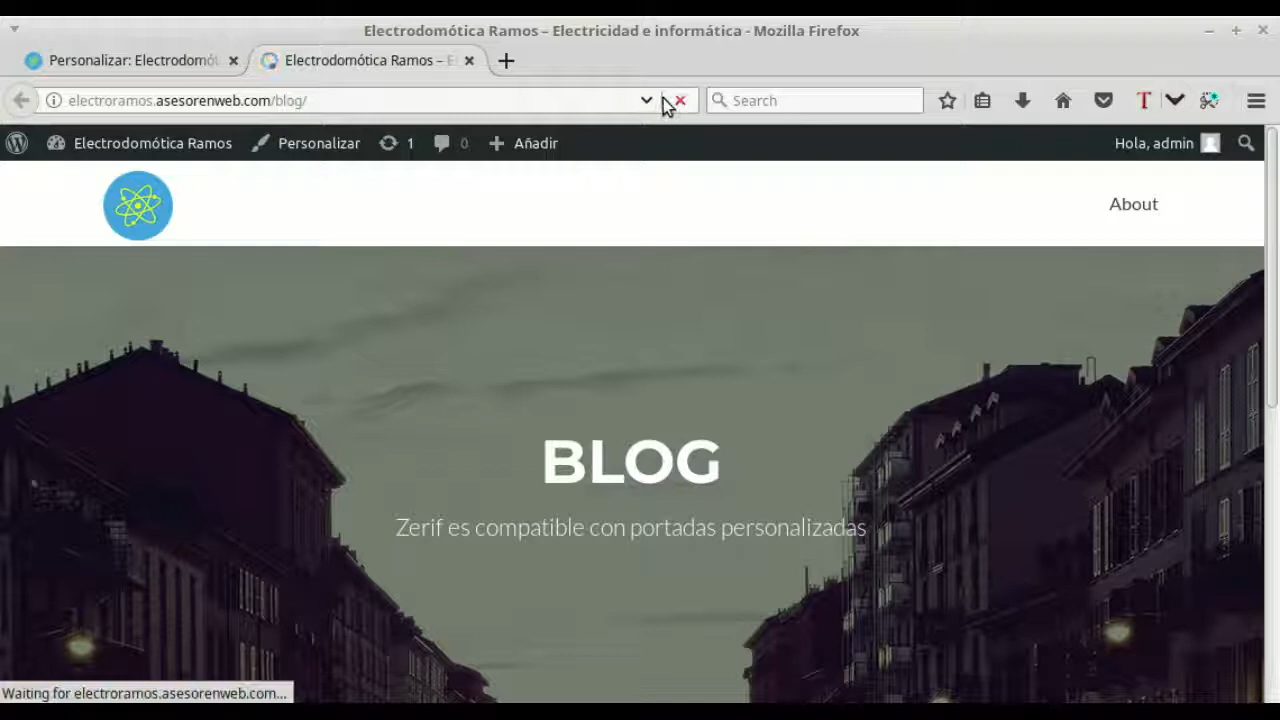 Electrodomótica Ramos – Electricidad e informática - Mozilla Firefox
Personalizar: Electrodomót
Electrodomótica Ramos – E
electroramos.asesorenweb.com/blog/
Search
Electrodomótica Ramos Personalizar 1 0 Añadir Hola, admin
About
BLOG
Zerif es compatible con portadas personalizadas
Waiting for electroramos.asesorenweb.com...